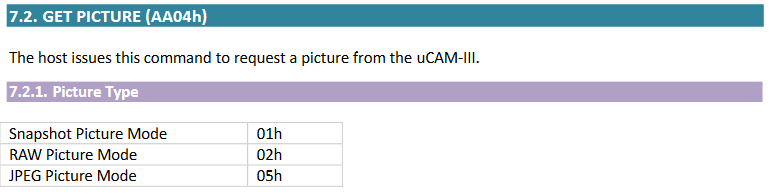 7.2. GET PICTURE (AA04h)
The host issues this command to request a picture from the uCAM-III.
7.2.1. Picture Type
Snapshot Picture Mode 01h
RAW Picture Mode 02h
JPEG Picture Mode 05h